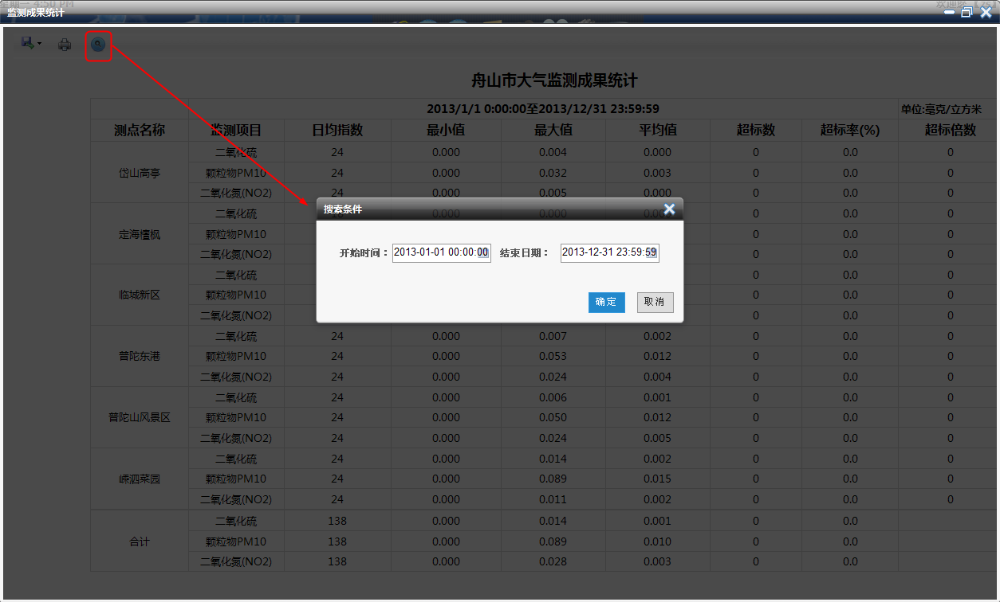 星期一 4:50 PM
监测成果统计
舟山市大气监测成果统计
2013/1/1 0:00:00至2013/12/31 23:59:59 单位:毫克/立方米
测点名称 监测项目 日均指数 最小值 最大值 平均值 超标数 超标率(%) 超标倍数
二氧化硫 24 0.000 0.004 0.000 0 0.0 0
岱山高亭 颗粒物PM10 24 0.000 0.032 0.003 0 0.0 0
二氧化氮(NO2) 24 0.000 0.005 0.000 0 0.0 0
二氧化硫 0.000 0.000 0 0.0 0
定海檀枫 颗粒物PM10 0 0.0 0
二氧化氮(NO2) 0 0.0 0
二氧化硫 0 0.0 0
临城新区 颗粒物PM10 0 0.0 0
二氧化氮(NO2) 0 0.0 0
搜索条件
开始时间： 2013-01-01 00:00:00 结束日期： 2013-12-31 23:59:59
确定 取消
二氧化硫 24 0.000 0.007 0.002 0 0.0 0
普陀东港 颗粒物PM10 24 0.000 0.053 0.012 0 0.0 0
二氧化氮(NO2) 24 0.000 0.024 0.004 0 0.0 0
二氧化硫 24 0.000 0.006 0.001 0 0.0 0
普陀山风景区 颗粒物PM10 24 0.000 0.050 0.012 0 0.0 0
二氧化氮(NO2) 24 0.000 0.024 0.005 0 0.0 0
二氧化硫 24 0.000 0.014 0.002 0 0.0 0
嵊泗菜园 颗粒物PM10 24 0.000 0.089 0.015 0 0.0 0
二氧化氮(NO2) 24 0.000 0.011 0.002 0 0.0 0
二氧化硫 138 0.000 0.014 0.001 0 0.0
合计 颗粒物PM10 138 0.000 0.089 0.010 0 0.0
二氧化氮(NO2) 138 0.000 0.028 0.003 0 0.0